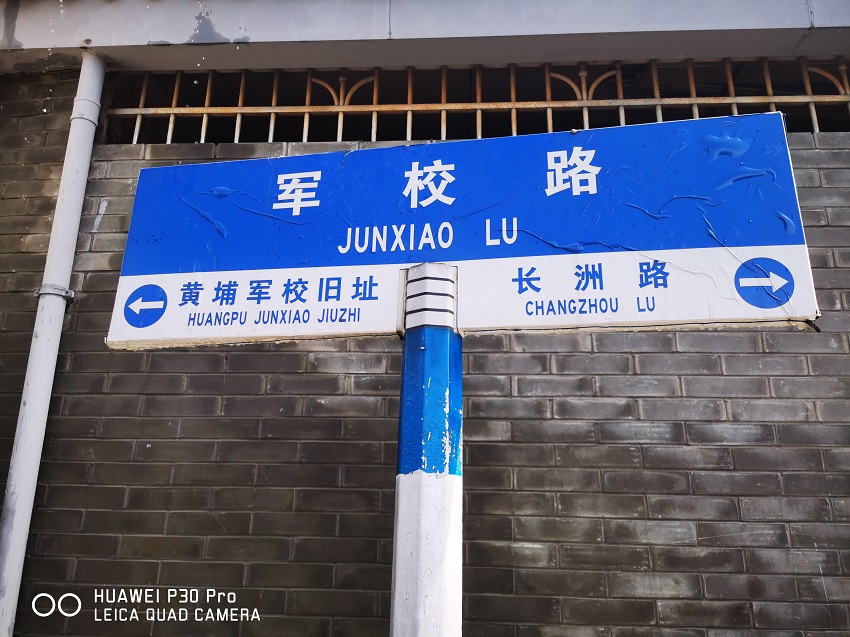 军校路
JUNXIAO LU
黄埔军校旧址
HUANGPU JUNXIAO JIUZHI
长洲路
CHANGZHOU LU
HUAWEI P30 Pro
LEICA QUAD CAMERA